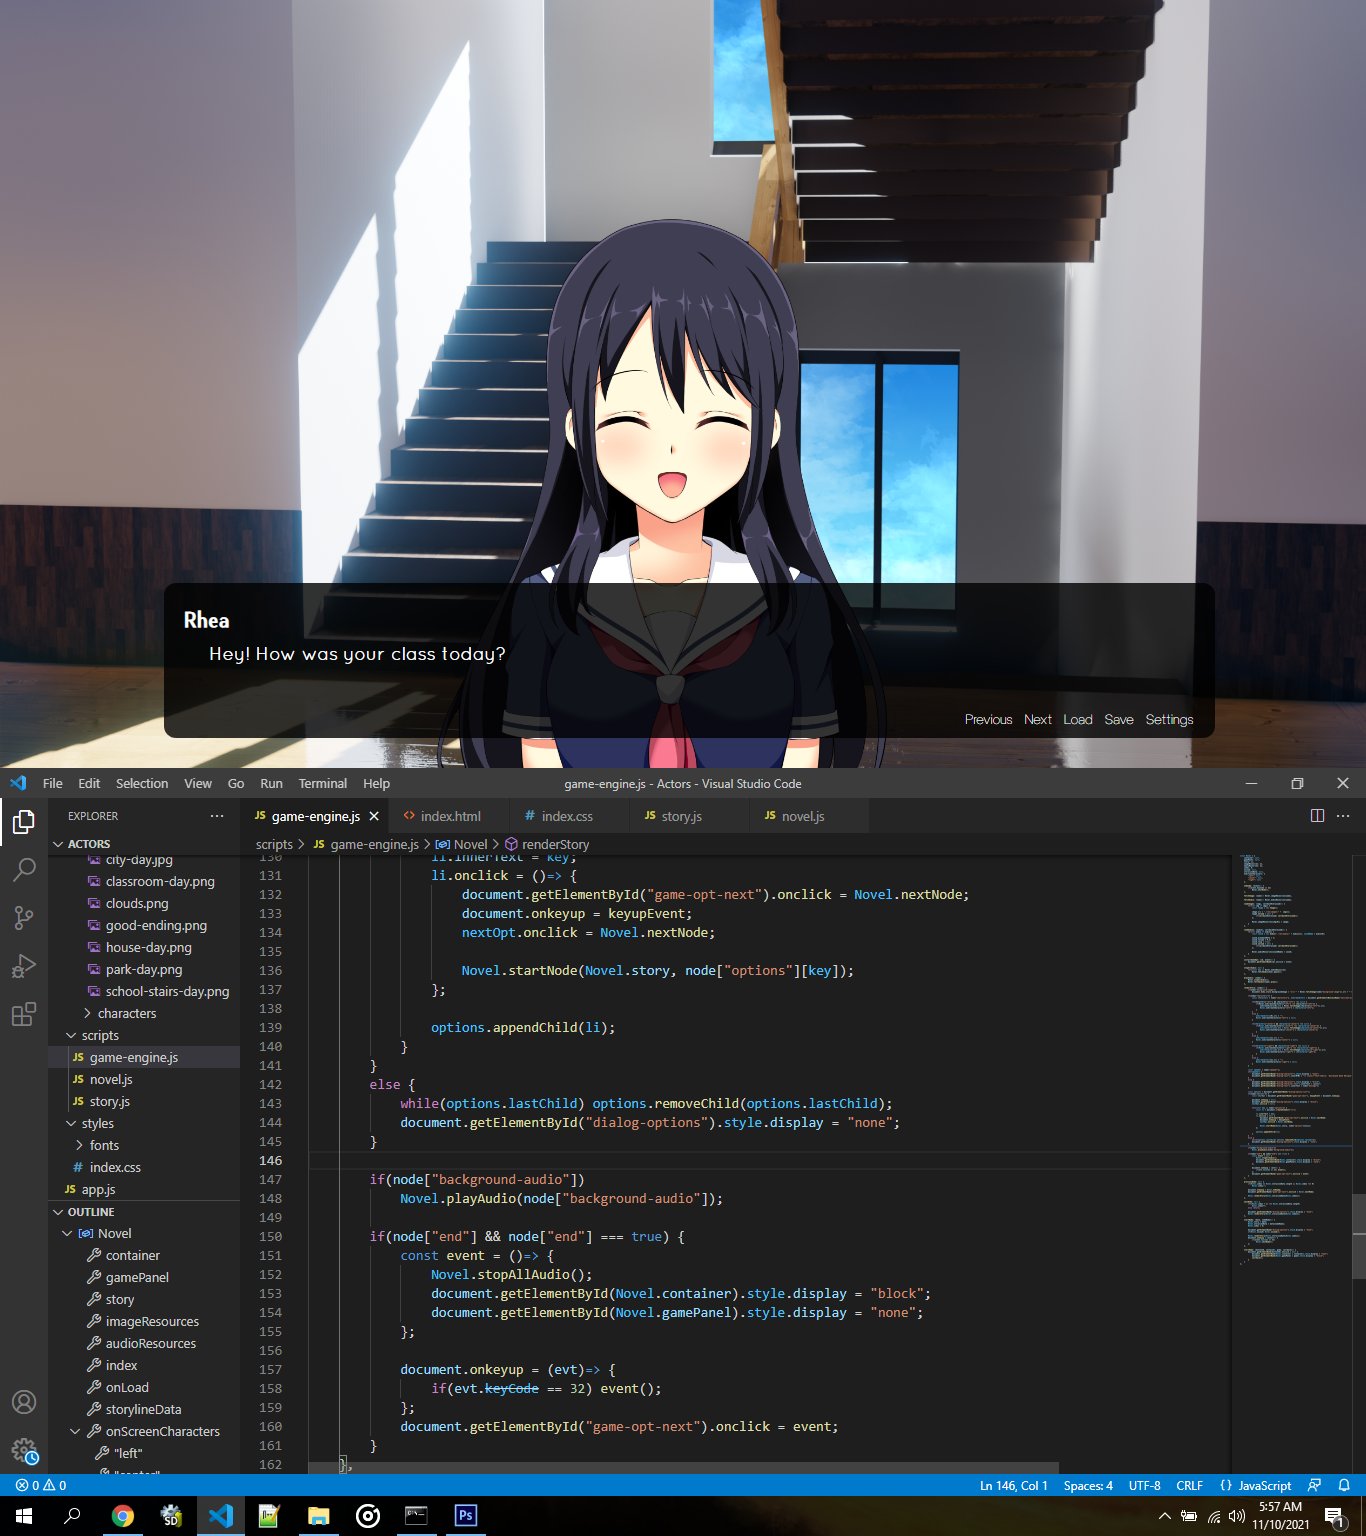 Rhea
Hey! How was your class today?
Previous Next Load Save Settings
File Edit Selection View Go Run Terminal Help game-engine.js - Actors - Visual Studio Code
EXPLORER
game-engine.js
index.html
index.css
story.js
novel.js
ACTORS
city-day.jpg
classroom-day.png
clouds.png
good-ending.png
house-day.png
park-day.png
school-stairs-day.png
characters
scripts
game-engine.js
novel.js
story.js
styles
fonts
index.css
app.js
OUTLINE
Novel
container
gamePanel
story
imageResources
audioResources
index
onLoad
storylineData
onScreenCharacters
"left"
"center"
scripts > game-engine.js > Novel > renderStory
130 li.innerText = key;
131 li.onclick = ()=> {
132 document.getElementById("game-opt-next").onclick = Novel.nextNode;
133 document.onkeyup = keyupEvent;
134 nextOpt.onclick = Novel.nextNode;
135
136 Novel.startNode(Novel.story, node["options"][key]);
137 };
138
139 options.appendChild(li);
140 }
141 }
142 else {
143 while(options.lastChild) options.removeChild(options.lastChild);
144 document.getElementById("dialog-options").style.display = "none";
145 }
146
147 if(node["background-audio"])
148 Novel.playAudio(node["background-audio"]);
149
150 if(node["end"] && node["end"] === true) {
151 const event = ()=> {
152 Novel.stopAllAudio();
153 document.getElementById(Novel.container).style.display = "block";
154 document.getElementById(Novel.gamePanel).style.display = "none";
155 };
156
157 document.onkeyup = (evt)=> {
158 if(evt.keyCode == 32) event();
159 };
160 document.getElementById("game-opt-next").onclick = event;
161 }
162 },
0 0 Ln 146, Col 1 Spaces: 4 UTF-8 CRLF {} JavaScript
5:57 AM
11/10/2021